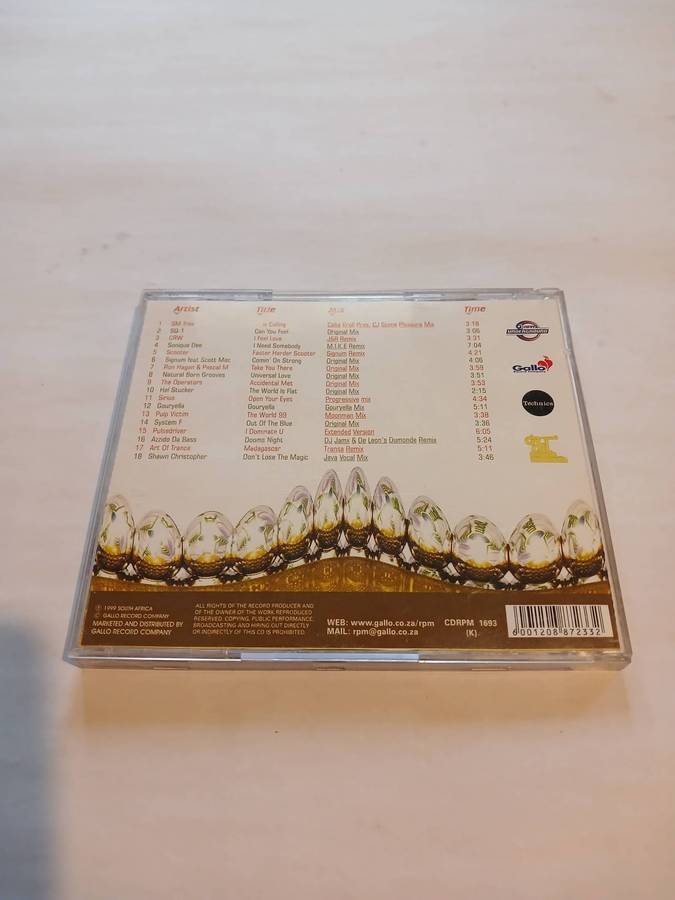 Artist Title Mix Time
1 SM Trax is Calling Gary D. Pres. DJ Some Pleasure Mix 3:16
2 SQ-1 Can You Feel Original Mix 3:06
3 CRW I Feel Love JSR Remix 3:31
4 Sonique Dee I Need Somebody M.I.K.E Remix 7:04
5 Scooter Faster Harder Scooter Signum Remix 4:21
6 Signum feat Scott Mac Comin' On Strong Original Mix 4:06
7 Ron Hagen & Pascal M Take You There Original Mix 3:59
8 Natural Born Grooves Universal Love Original Mix 3:51
9 The Operators Accidental Met Original Mix 3:53
10 Hal Stucker The World Is Flat Original Mix 2:15
11 Sirius Open Your Eyes Progressive mix 4:34
12 Gouryella Gouryella Gouryella Mix 5:11
13 Pulp Victim The World 99 Moonman Mix 3:38
14 System F Out Of The Blue Original Mix 3:36
15 Pulsedriver I Dominate U Extended Version 6:05
16 Azzido Da Bass Dooms Night DJ Jamx & De Leon's Dumonde Remix 5:24
17 Art Of Trance Madagascar Transa Remix 5:11
18 Shawn Christopher Don't Lose The Magic Java Vocal Mix 3:46
Gallo
Technics
℗ 1999 SOUTH AFRICA
© GALLO RECORD COMPANY
MARKETED AND DISTRIBUTED BY
GALLO RECORD COMPANY
ALL RIGHTS OF THE RECORD PRODUCER AND
OF THE OWNER OF THE WORK REPRODUCED
RESERVED. COPYING, PUBLIC PERFORMANCE,
BROADCASTING AND HIRING OUT DIRECTLY
OR INDIRECTLY OF THIS CD IS PROHIBITED.
WEB: www.gallo.co.za/rpm
MAIL: rpm@gallo.co.za
CDRPM 1693
(K)
6001208872332